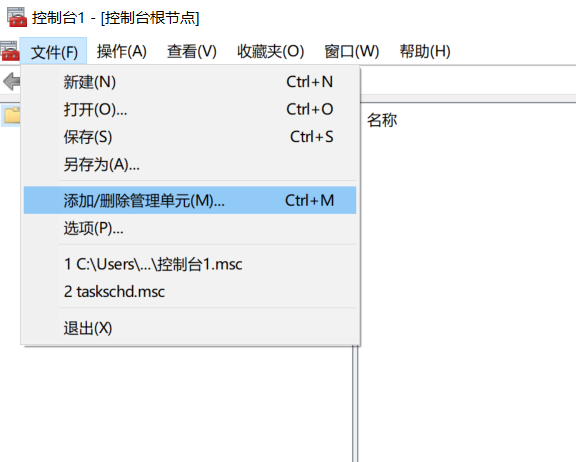 控制台1 - [控制台根节点]
文件(F) 操作(A) 查看(V) 收藏夹(O) 窗口(W) 帮助(H)
新建(N) Ctrl+N
打开(O)... Ctrl+O
保存(S) Ctrl+S
另存为(A)...
添加/删除管理单元(M)... Ctrl+M
选项(P)...
1 C:\Users\...\控制台1.msc
2 taskschd.msc
退出(X)
名称